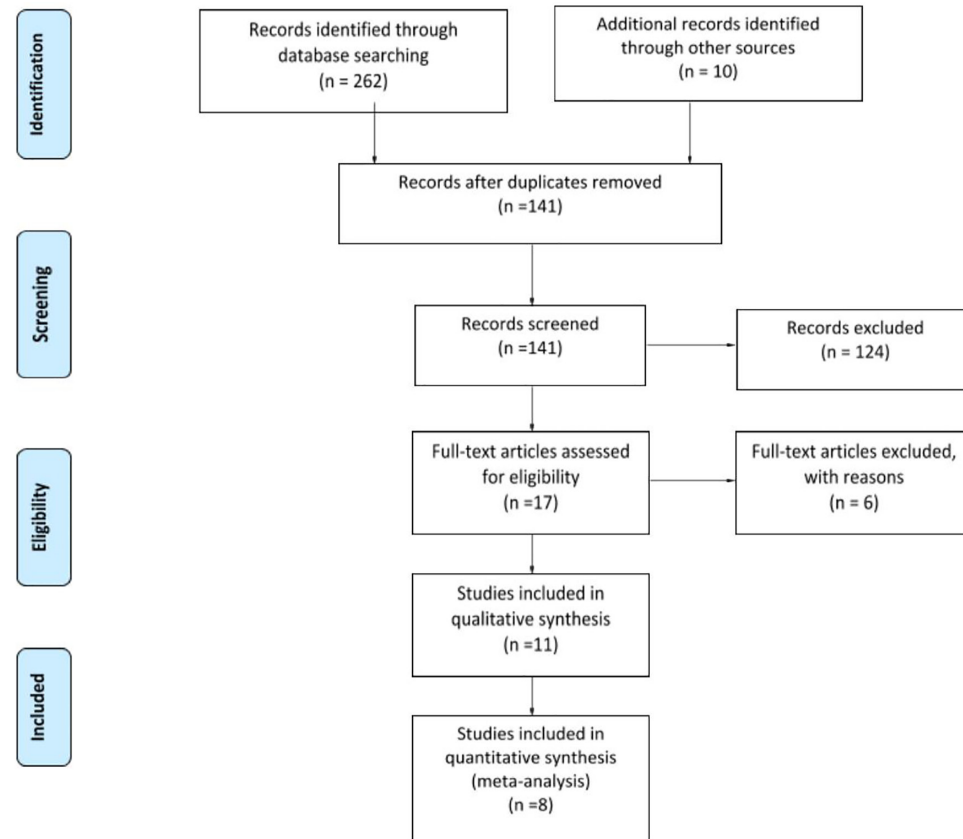 Identification
Records identified through
database searching
(n = 262)
Additional records identified
through other sources
(n = 10)
Records after duplicates removed
(n =141)
Screening
Records screened
(n =141)
Records excluded
(n = 124)
Eligibility
Full-text articles assessed
for eligibility
(n =17)
Full-text articles excluded,
with reasons
(n = 6)
Studies included in
qualitative synthesis
(n =11)
Included
Studies included in
quantitative synthesis
(meta-analysis)
(n =8)